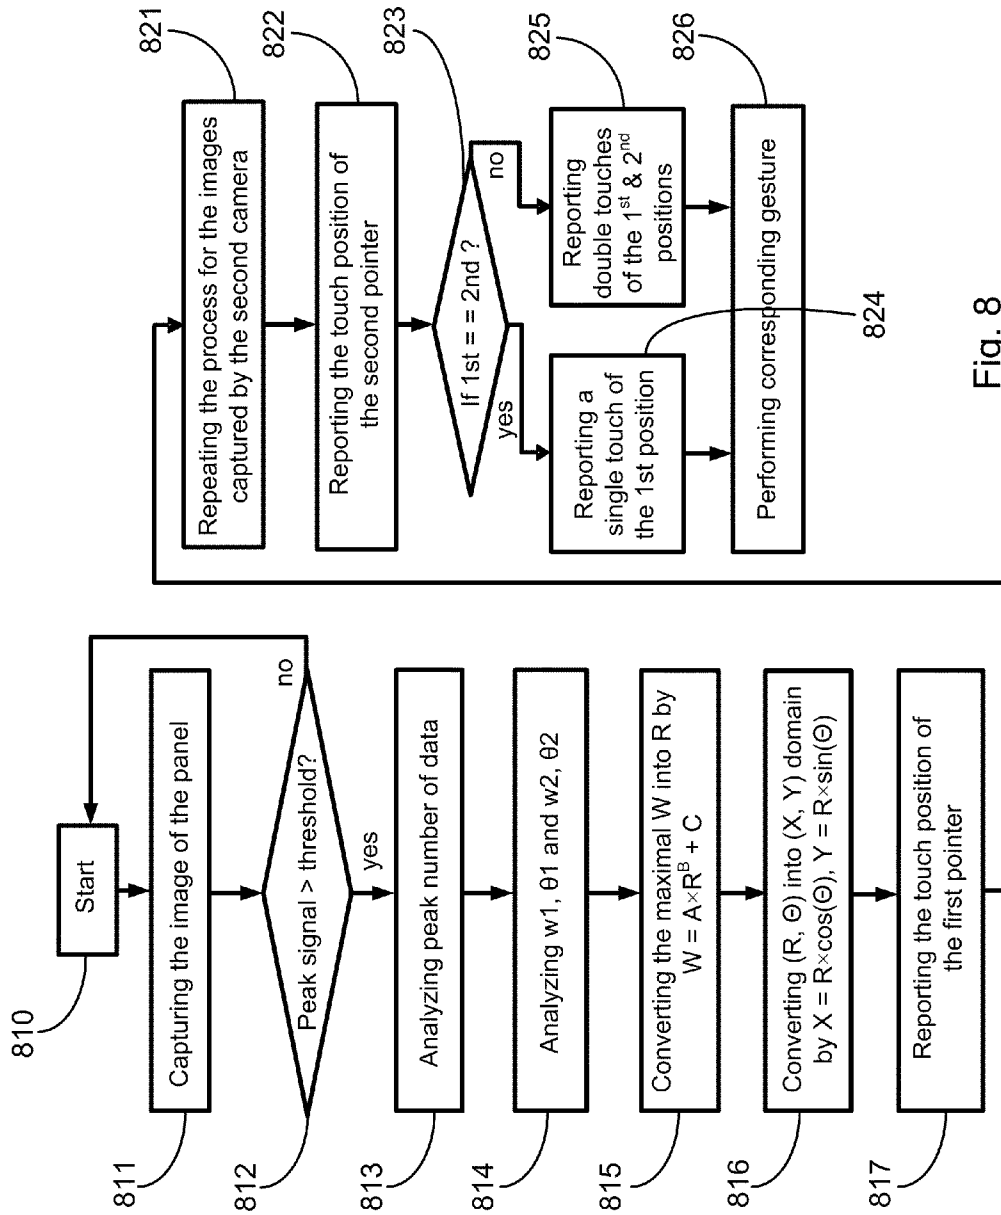 810
Start
811
Capturing the image of the panel
812
Peak signal > threshold?
no
yes
813
Analyzing peak number of data
814
Analyzing w1, θ1 and w2, θ2
815
Converting the maximal W into R by
W = A×R^B + C
816
Converting (R, Θ) into (X, Y) domain
by X = R×cos(Θ), Y = R×sin(Θ)
817
Reporting the touch position of
the first pointer
821
Repeating the process for the images
captured by the second camera
822
Reporting the touch position of
the second pointer
823
If 1st = = 2nd ?
yes
no
Reporting a
single touch of
the 1st position
824
825
Reporting
double touches
of the 1^st & 2^nd
positions
826
Performing corresponding gesture
Fig. 8